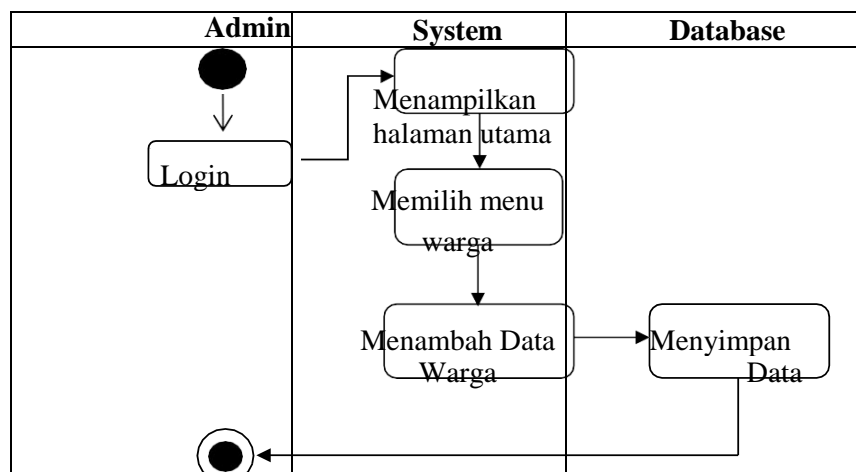 Admin
System
Database
Menampilkan
halaman utama
Login
Memilih menu
warga
Menambah Data
Warga
Menyimpan
Data